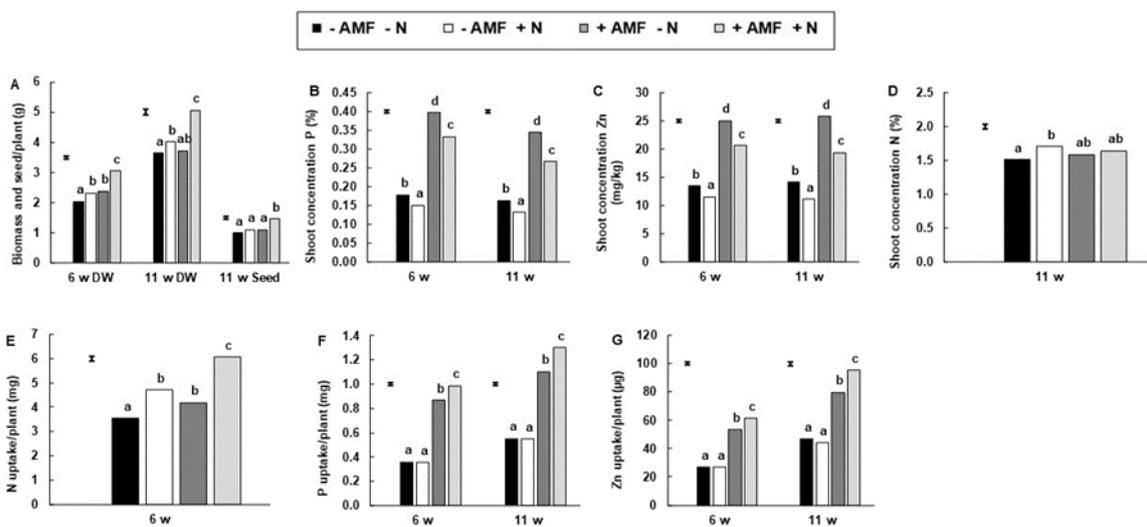 - AMF - N
- AMF + N
+ AMF - N
+ AMF + N
A
Biomass and seed/plant (g)
6
5
4
3
2
1
0
a b b c
a b ab c
a a a b
6 w DW
11 w DW
11 w Seed
B
Shoot concentration P (%)
0.45
0.40
0.35
0.30
0.25
0.20
0.15
0.10
0.05
0.00
b a d c
b a d c
6 w
11 w
C
Shoot concentration Zn
(mg/kg)
30
25
20
15
10
5
0
b a d c
b a d c
6 w
11 w
D
Shoot concentration N (%)
2.5
2.0
1.5
1.0
0.5
0.0
a b ab ab
11 w
E
N uptake/plant (mg)
7
6
5
4
3
2
1
0
a b b c
6 w
F
P uptake/plant (mg)
1.4
1.2
1.0
0.8
0.6
0.4
0.2
0.0
a a b c
a a b c
6 w
11 w
G
Zn uptake/plant (µg)
120
100
80
60
40
20
0
a a b c
a a b c
6 w
11 w